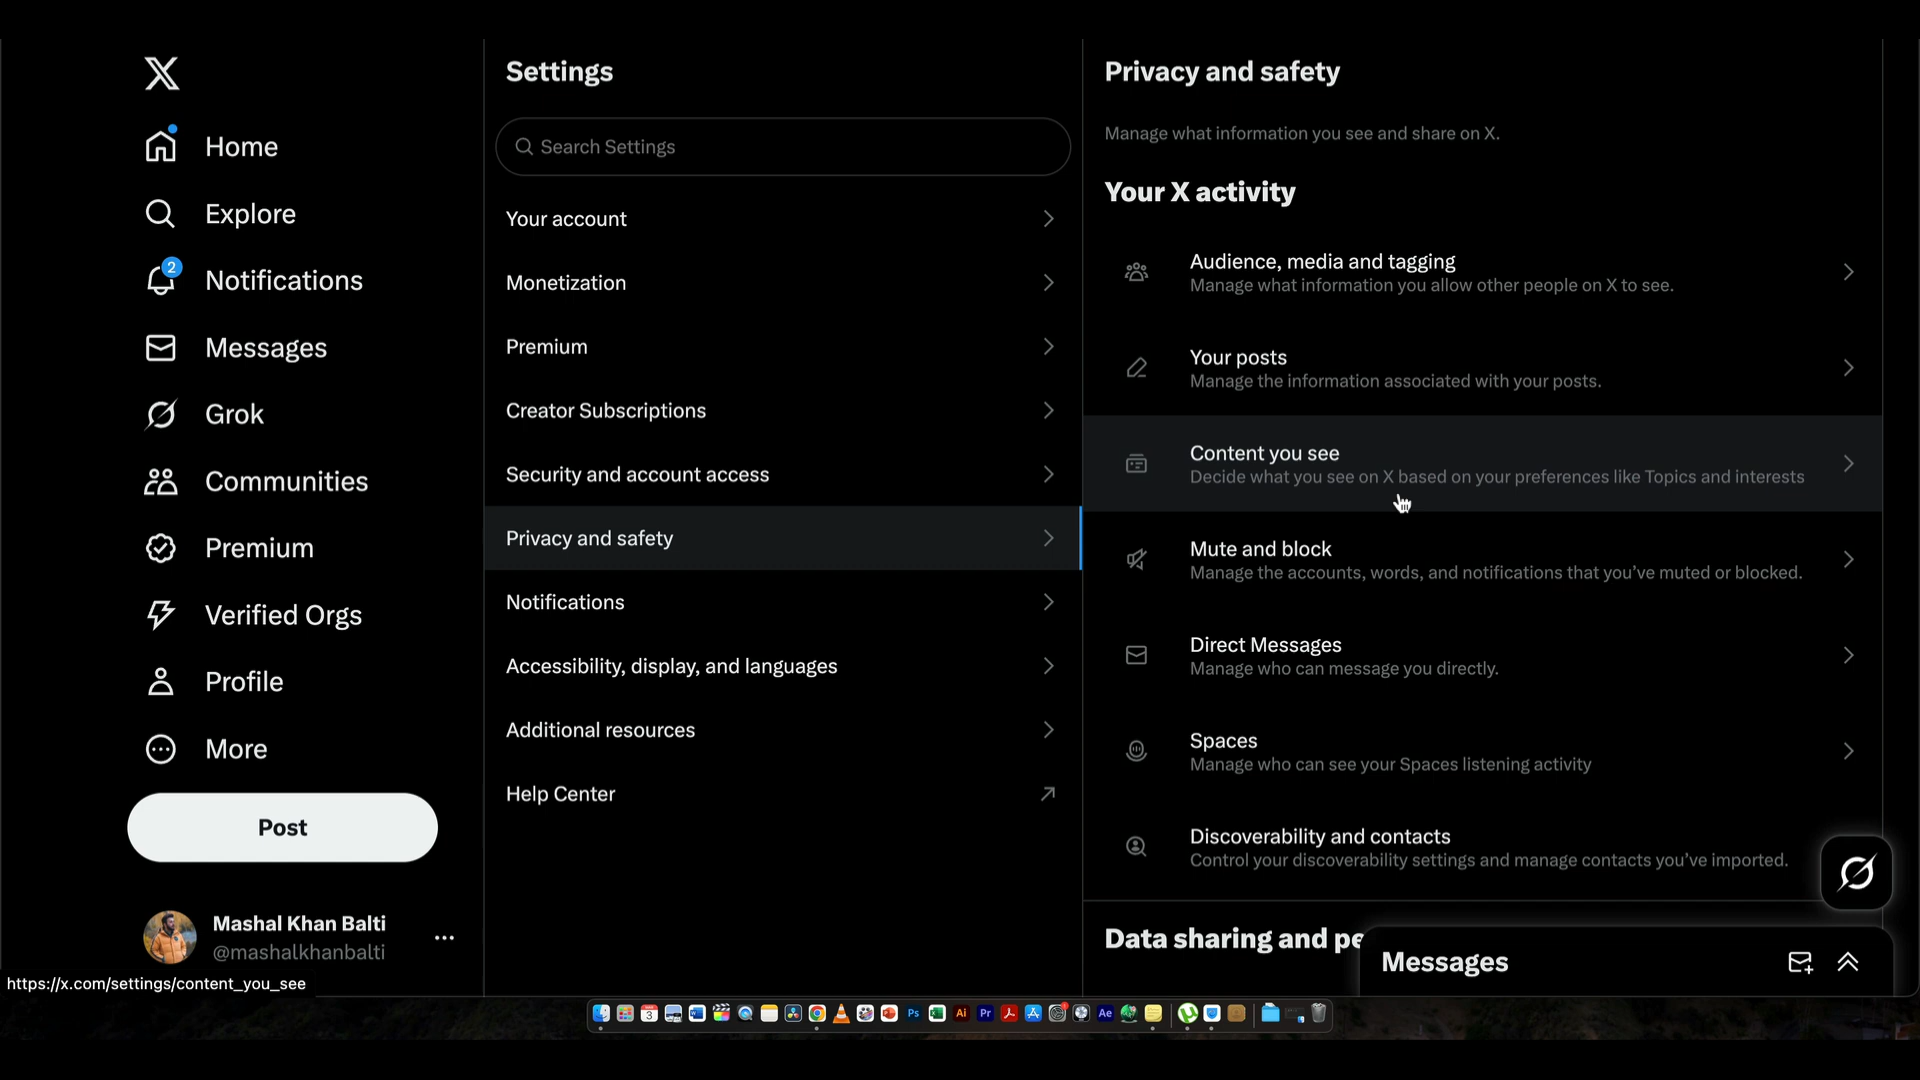 Home
Explore
2
Notifications
Messages
Grok
Communities
Premium
Verified Orgs
Profile
More
Post
Mashal Khan Balti
@mashalkhanbalti
https://x.com/settings/content_you_see
Settings
Search Settings
Your account
Monetization
Premium
Creator Subscriptions
Security and account access
Privacy and safety
Notifications
Accessibility, display, and languages
Additional resources
Help Center
Privacy and safety
Manage what information you see and share on X.
Your X activity
Audience, media and tagging
Manage what information you allow other people on X to see.
Your posts
Manage the information associated with your posts.
Content you see
Decide what you see on X based on your preferences like Topics and interests
Mute and block
Manage the accounts, words, and notifications that you’ve muted or blocked.
Direct Messages
Manage who can message you directly.
Spaces
Manage who can see your Spaces listening activity
Discoverability and contacts
Control your discoverability settings and manage contacts you’ve imported.
Data sharing and pe
Messages
3
Ps
Ai
Pr
Ae